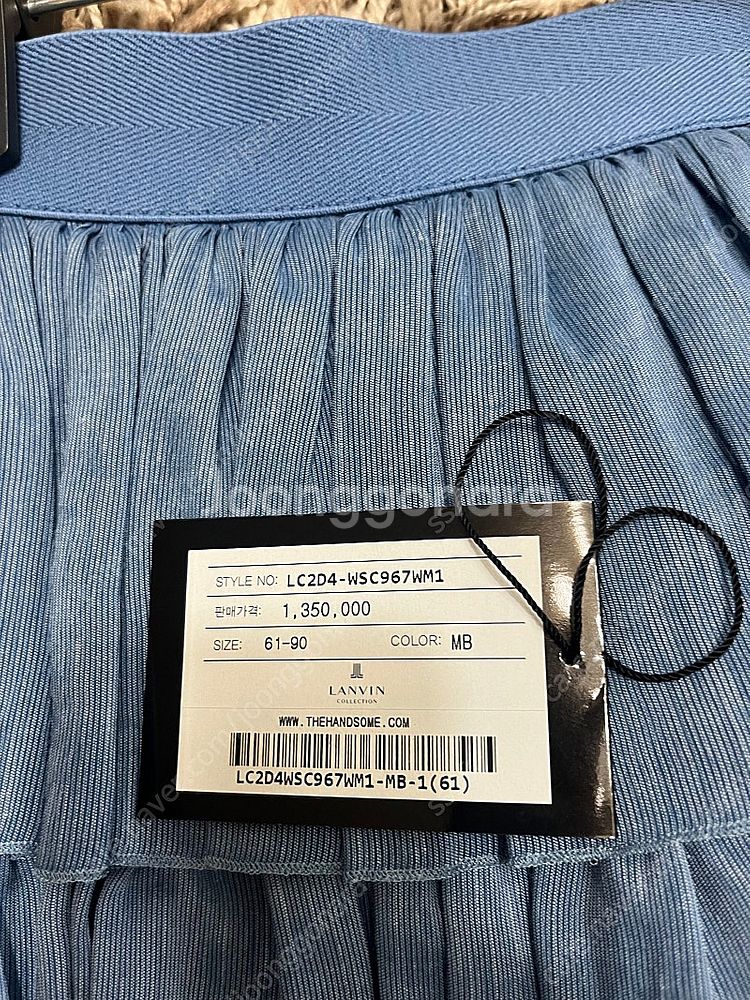 joonggonara
STYLE NO: LC2D4-WSC967WM1
판매가격: 1,350,000
SIZE: 61-90 COLOR: MB
LANVIN
COLLECTION
WWW.THEHANDSOME.COM
LC2D4WSC967WM1-MB-1(61)